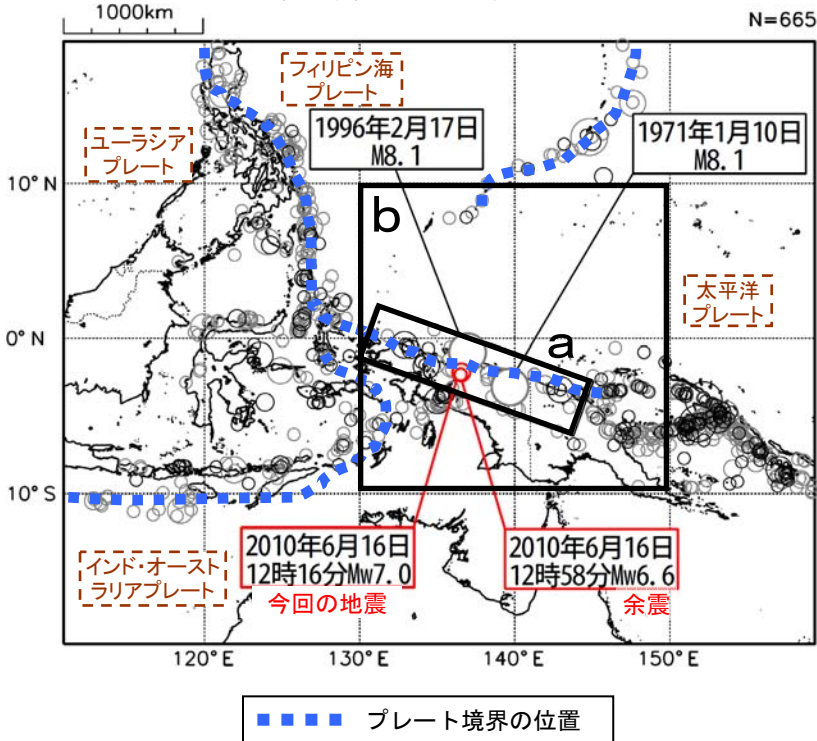 1000km
N=665
フィリピン海
プレート
1996年2月17日
M8.1
1971年1月10日
M8.1
ユーラシア
プレート
10°N
b
太平洋
プレート
0°N
a
10°S
2010年6月16日
12時16分Mw7.0
2010年6月16日
12時58分Mw6.6
インド・オースト
ラリアプレート
今回の地震
余震
120°E
130°E
140°E
150°E
プレート境界の位置